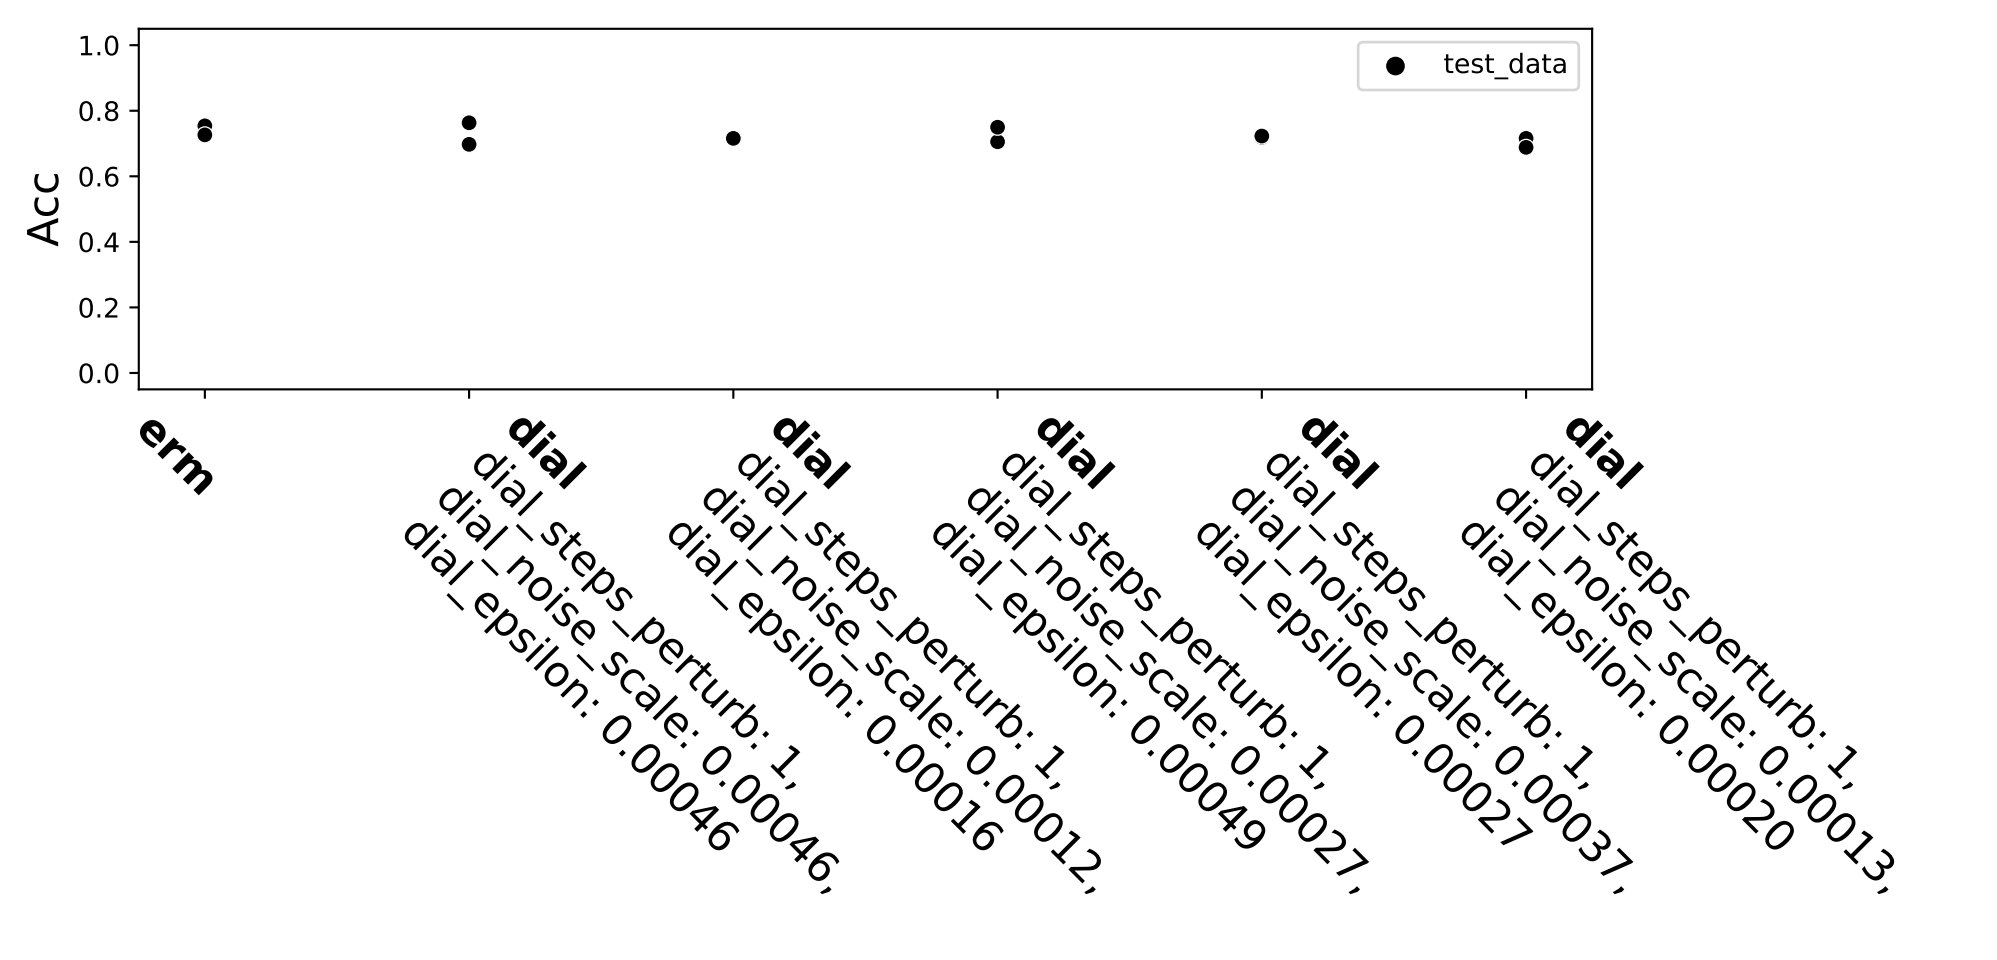 1.0
0.8
0.6
0.4
0.2
0.0
Acc
test_data
erm
dial
dial_steps_perturb: 1,
dial_noise_scale: 0.00046,
dial_epsilon: 0.00046
dial
dial_steps_perturb: 1,
dial_noise_scale: 0.00012,
dial_epsilon: 0.00016
dial
dial_steps_perturb: 1,
dial_noise_scale: 0.00027,
dial_epsilon: 0.00049
dial
dial_steps_perturb: 1,
dial_noise_scale: 0.00037,
dial_epsilon: 0.00027
dial
dial_steps_perturb: 1,
dial_noise_scale: 0.00013,
dial_epsilon: 0.00020